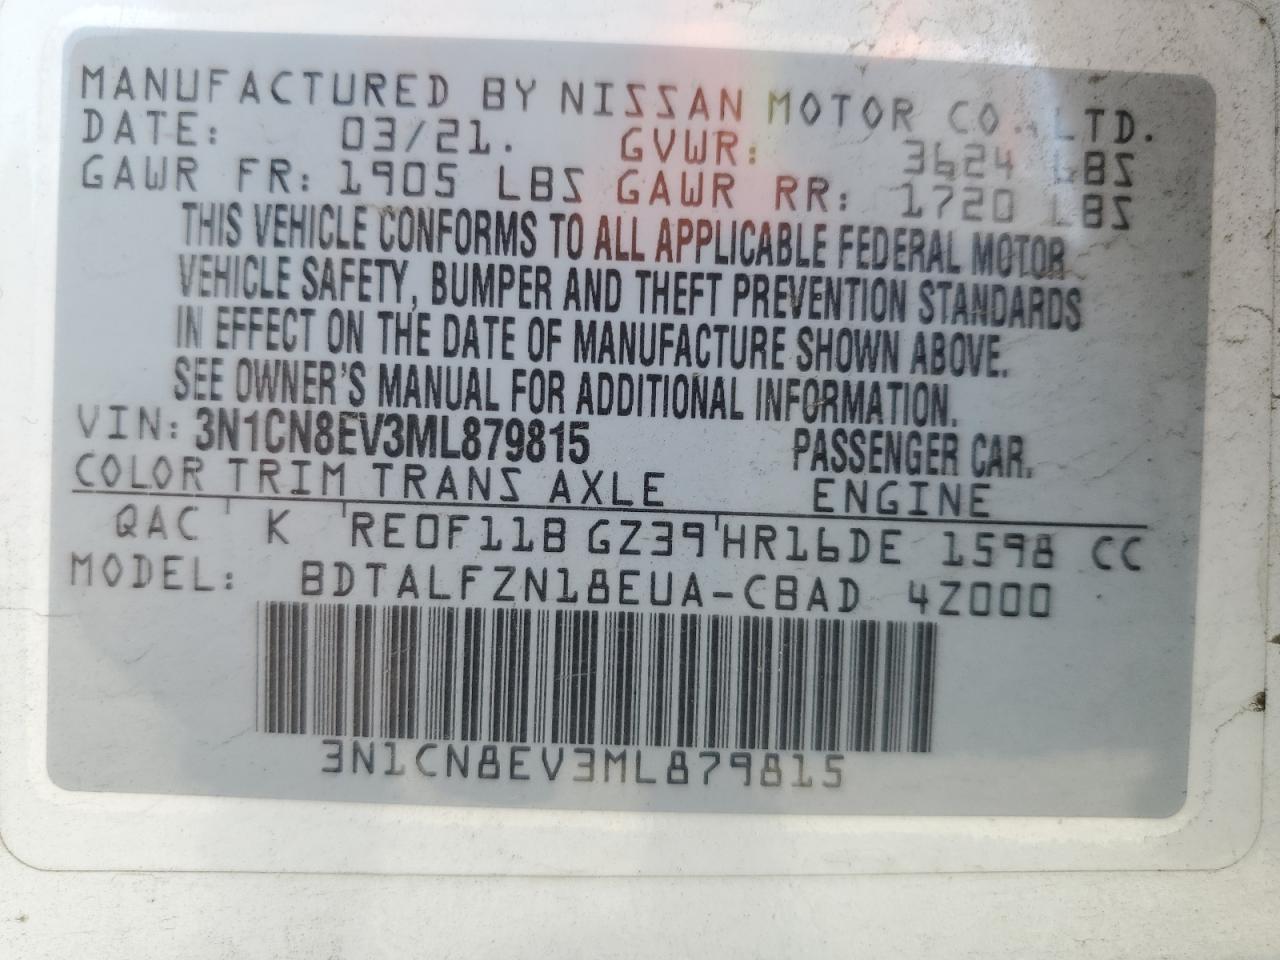 MANUFACTURED BY NISSAN MOTOR CO., LTD.
DATE: 03/21. GVWR: 3624 LBS
GAWR FR: 1905 LBS GAWR RR: 1720 LBS
THIS VEHICLE CONFORMS TO ALL APPLICABLE FEDERAL MOTOR
VEHICLE SAFETY, BUMPER AND THEFT PREVENTION STANDARDS
IN EFFECT ON THE DATE OF MANUFACTURE SHOWN ABOVE.
SEE OWNER'S MANUAL FOR ADDITIONAL INFORMATION.
VIN: 3N1CN8EV3ML879815 PASSENGER CAR.
COLOR TRIM TRANS AXLE ENGINE
QAC K RE0F11B GZ39 HR16DE 1598 CC
MODEL: BDTALFZN18EUA-CBAD 4Z000
3N1CN8EV3ML879815